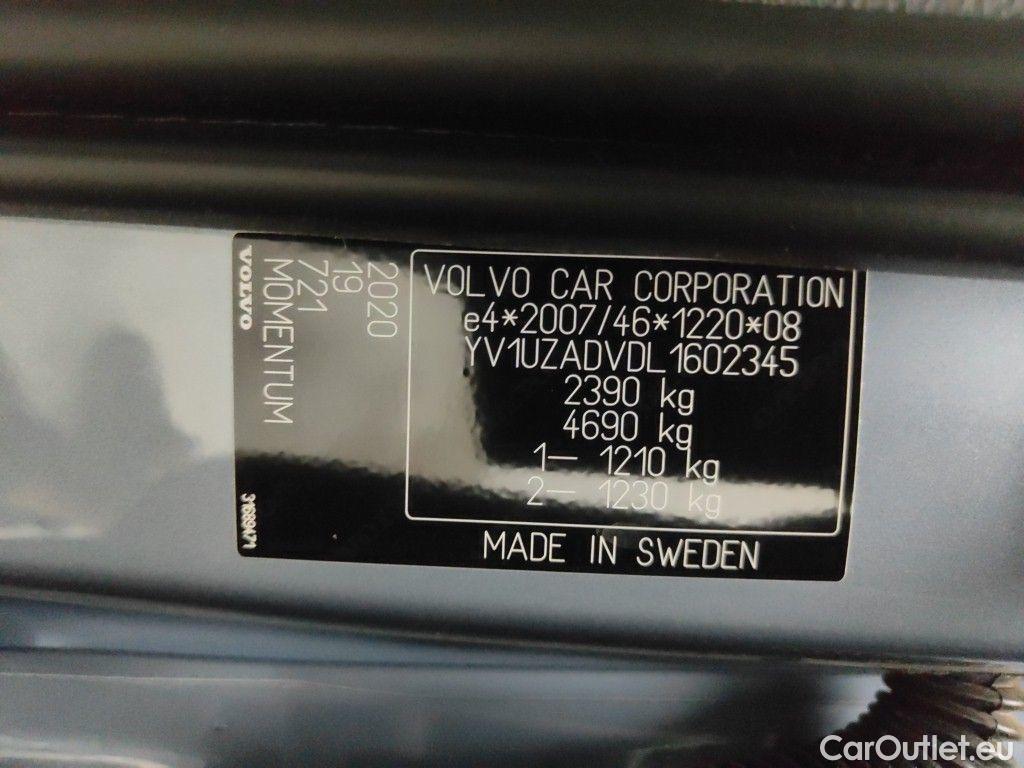 VOLVO
MOMENTUM
721
19
2020
31689471
VOLVO CAR CORPORATION
e4*2007/46*1220*08
YV1UZADVDL1602345
2390 kg
4690 kg
1– 1210 kg
2– 1230 kg
MADE IN SWEDEN
CarOutlet.eu